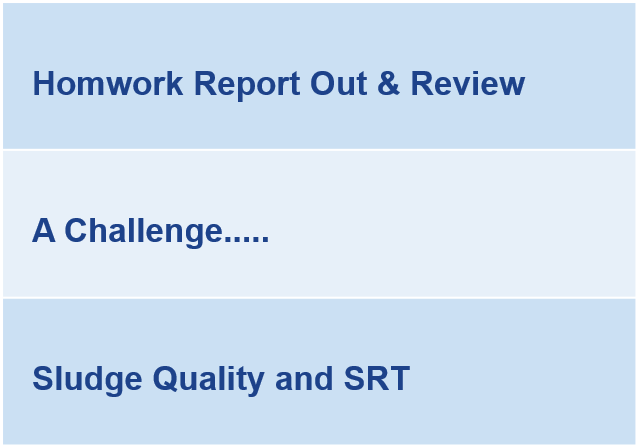 Homwork Report Out & Review
A Challenge.....
Sludge Quality and SRT